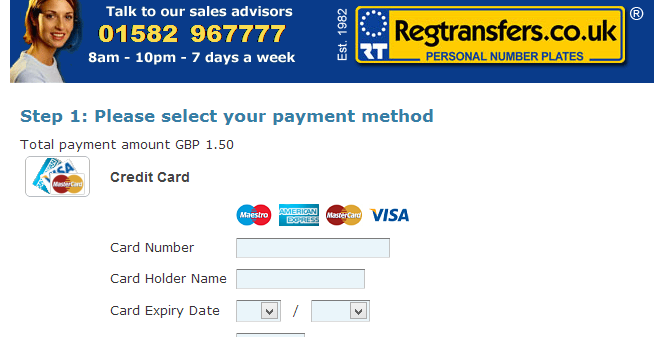 Talk to our sales advisors
01582 967777
8am - 10pm - 7 days a week
Est. 1982
RT
Regtransfers.co.uk ®
PERSONAL NUMBER PLATES
Step 1: Please select your payment method
Total payment amount GBP 1.50
MasterCard
Credit Card
Maestro AMERICAN EXPRESS MasterCard VISA
Card Number
Card Holder Name
Card Expiry Date /